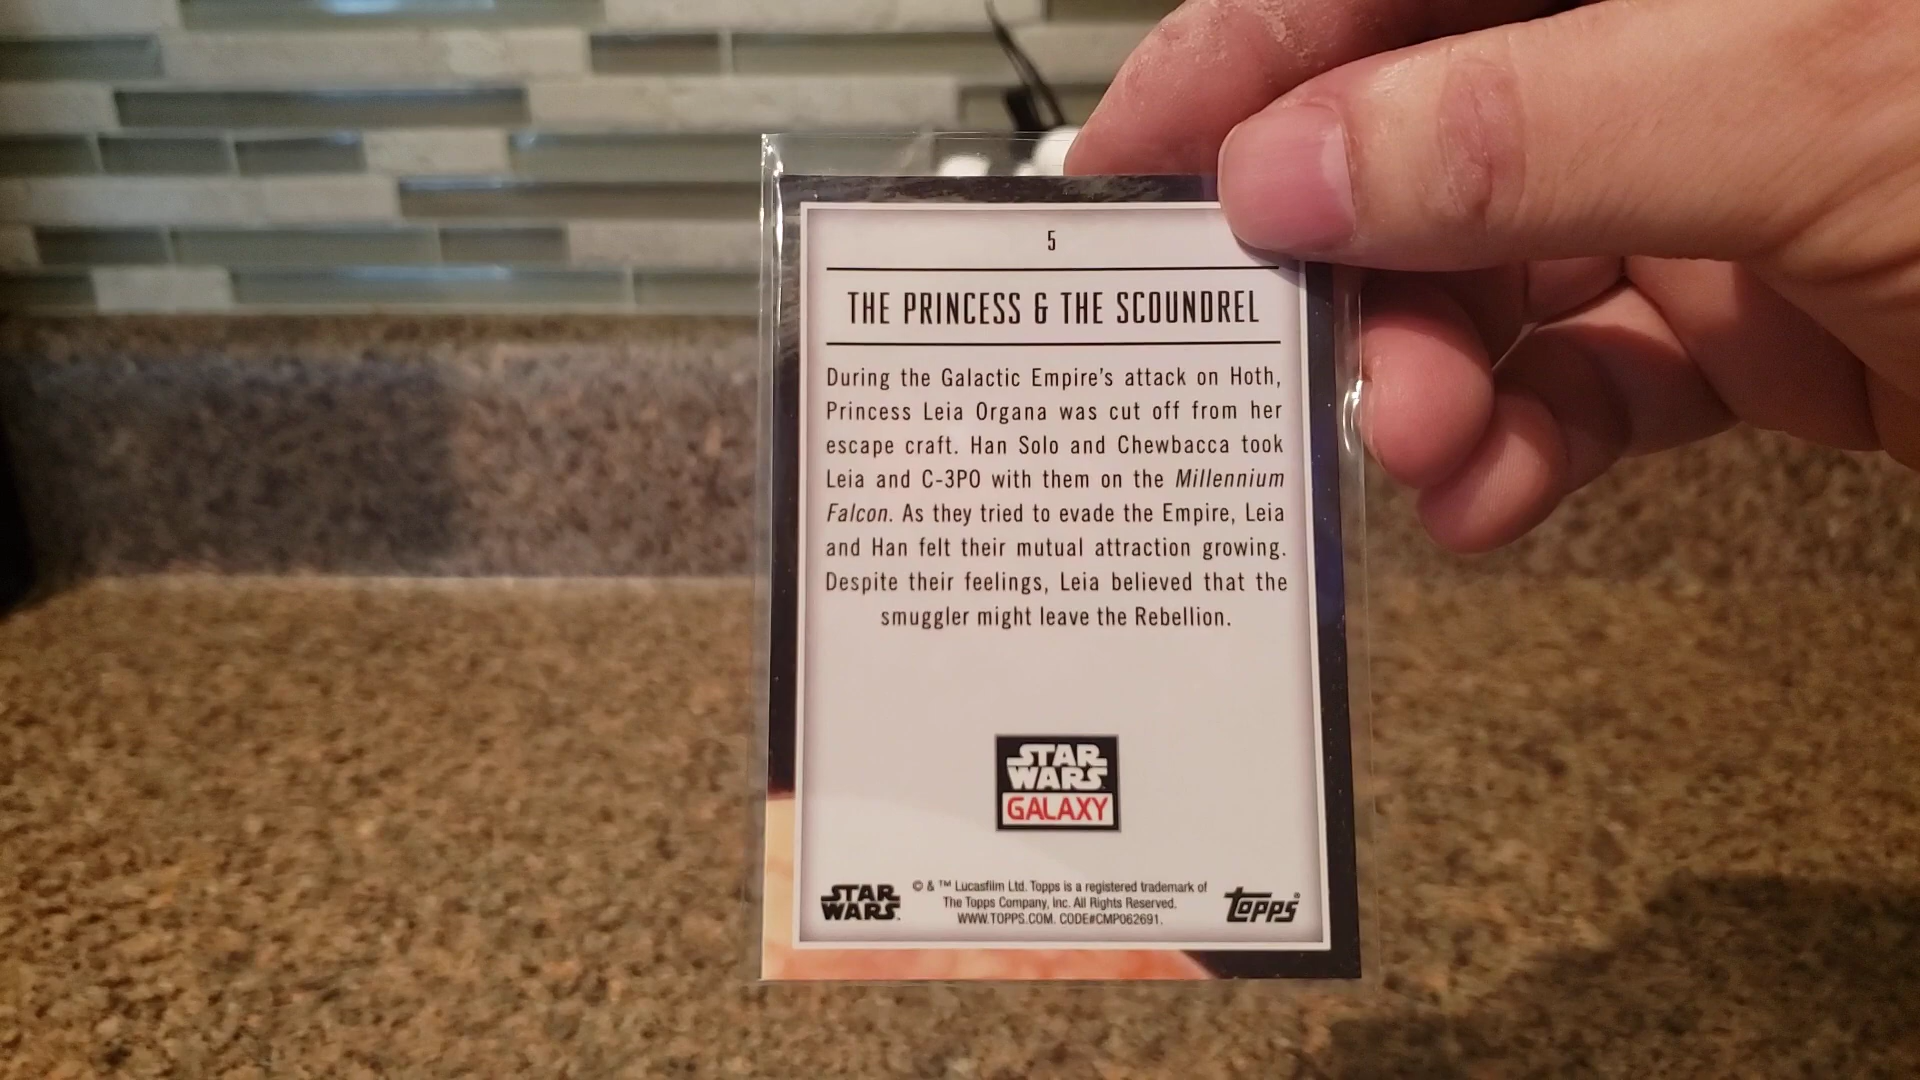 5
THE PRINCESS & THE SCOUNDREL
During the Galactic Empire's attack on Hoth,
Princess Leia Organa was cut off from her
escape craft. Han Solo and Chewbacca took
Leia and C-3PO with them on the Millennium
Falcon. As they tried to evade the Empire, Leia
and Han felt their mutual attraction growing.
Despite their feelings, Leia believed that the
smuggler might leave the Rebellion.
STAR
WARS
GALAXY
STAR
WARS
© & ™ Lucasfilm Ltd. Topps is a registered trademark of
The Topps Company, Inc. All Rights Reserved.
WWW.TOPPS.COM. CODE#CMP062691.
topps®